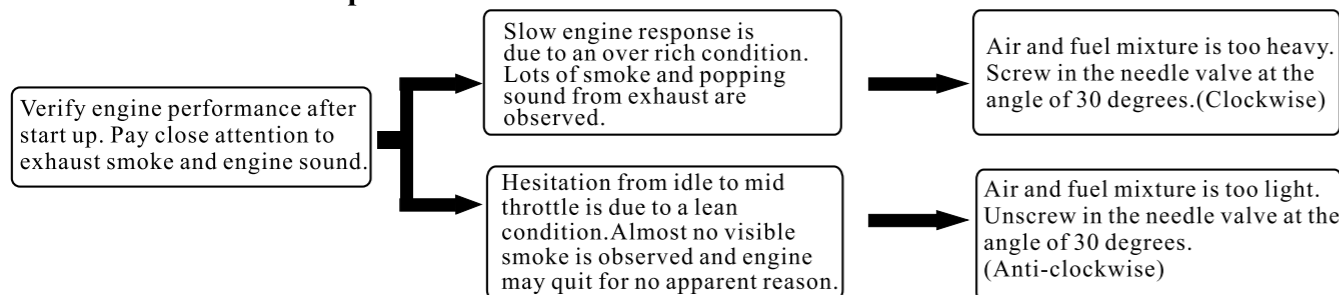 Verify engine performance after
start up. Pay close attention to
exhaust smoke and engine sound.
Slow engine response is
due to an over rich condition.
Lots of smoke and popping
sound from exhaust are
observed.
Air and fuel mixture is too heavy.
Screw in the needle valve at the
angle of 30 degrees.(Clockwise)
Hesitation from idle to mid
throttle is due to a lean
condition.Almost no visible
smoke is observed and engine
may quit for no apparent reason.
Air and fuel mixture is too light.
Unscrew in the needle valve at the
angle of 30 degrees.
(Anti-clockwise)